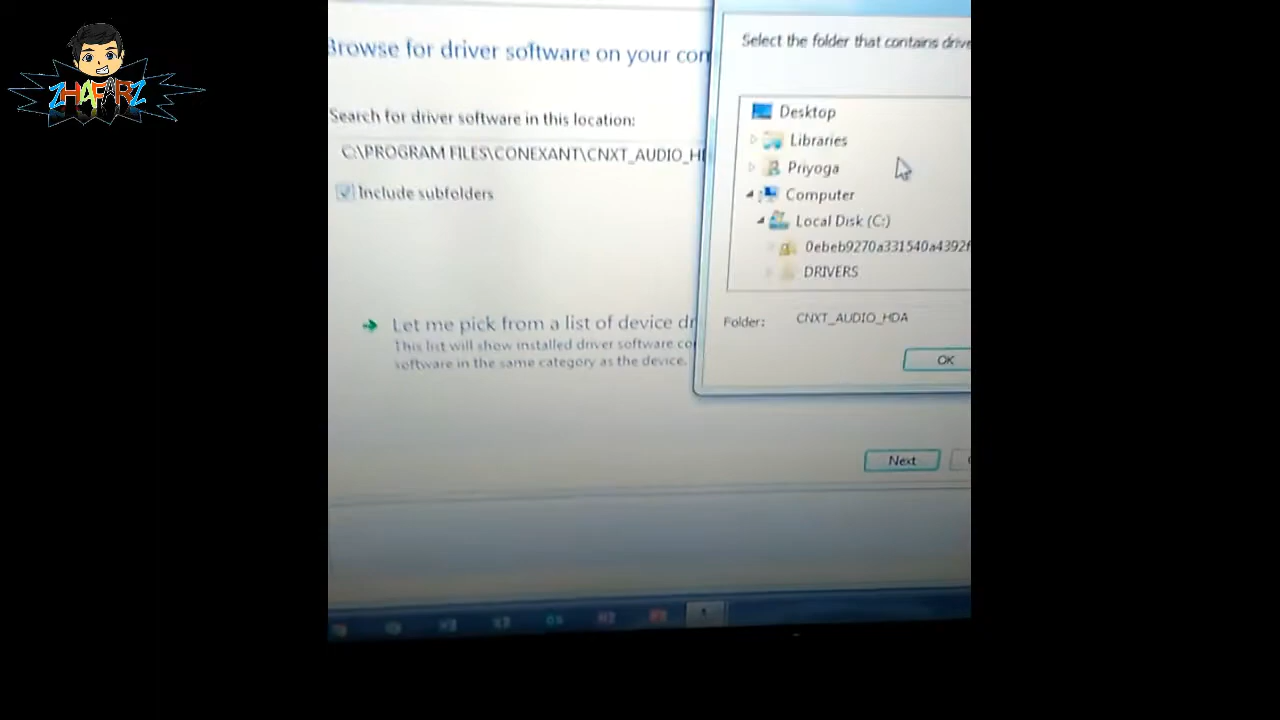 ZHAFARZ
Browse for driver software on your con
Search for driver software in this location:
C:\PROGRAM FILES\CONEXANT\CNXT_AUDIO_H
Include subfolders
Let me pick from a list of device dr
This list will show installed driver software co
software in the same category as the device.
Next
Select the folder that contains drive
Desktop
Libraries
Priyoga
Computer
Local Disk (C:)
0ebeb9270a331540a4392f
DRIVERS
Folder: CNXT_AUDIO_HDA
OK